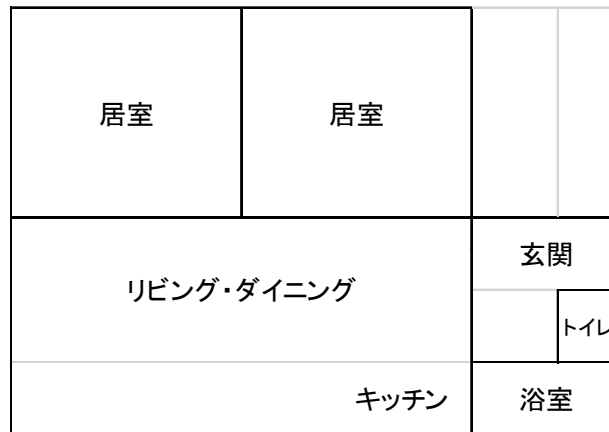 居室
居室
玄関
リビング・ダイニング
トイレ
キッチン
浴室